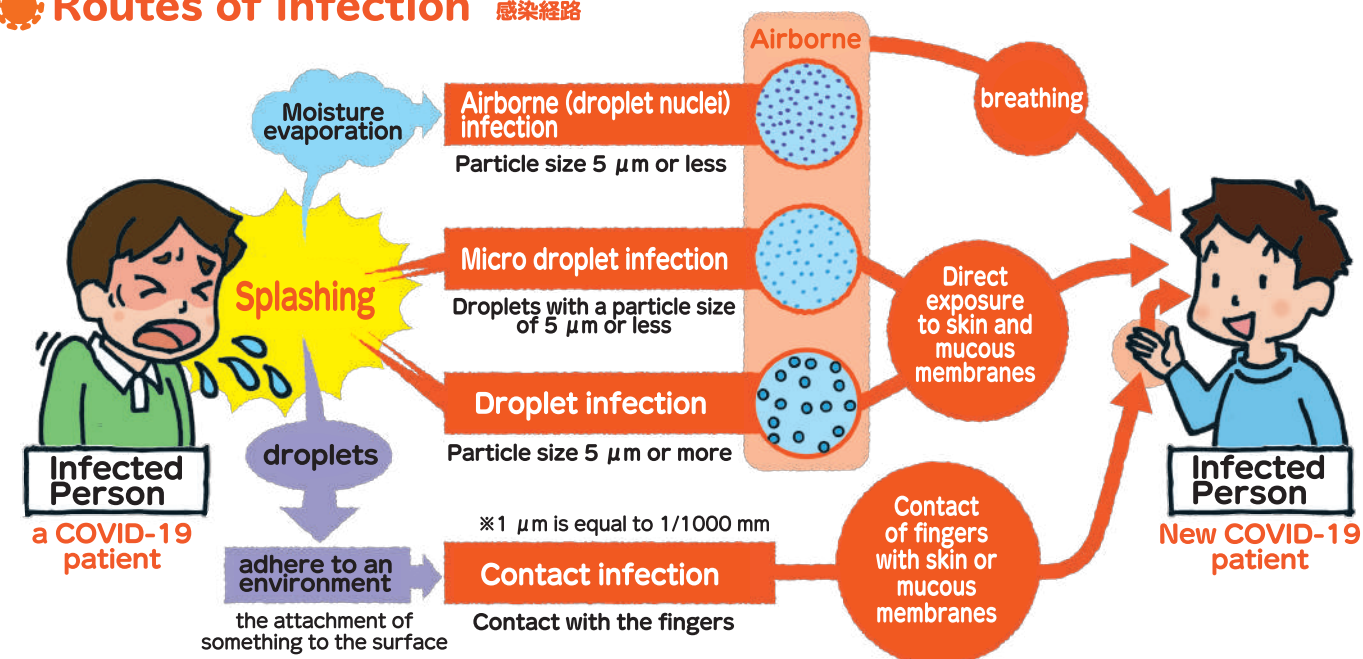 Routes of Infection 感染経路
Airborne
Moisture
evaporation
Airborne (droplet nuclei)
infection
Particle size 5 μm or less
breathing
Splashing
Micro droplet infection
Droplets with a particle size
of 5 μm or less
Direct
exposure
to skin and
mucous
membranes
Droplet infection
Particle size 5 μm or more
droplets
Infected
Person
a COVID-19
patient
Infected
Person
New COVID-19
patient
※1 μm is equal to 1/1000 mm
adhere to an
environment
the attachment of
something to the surface
Contact infection
Contact with the fingers
Contact
of fingers
with skin or
mucous
membranes